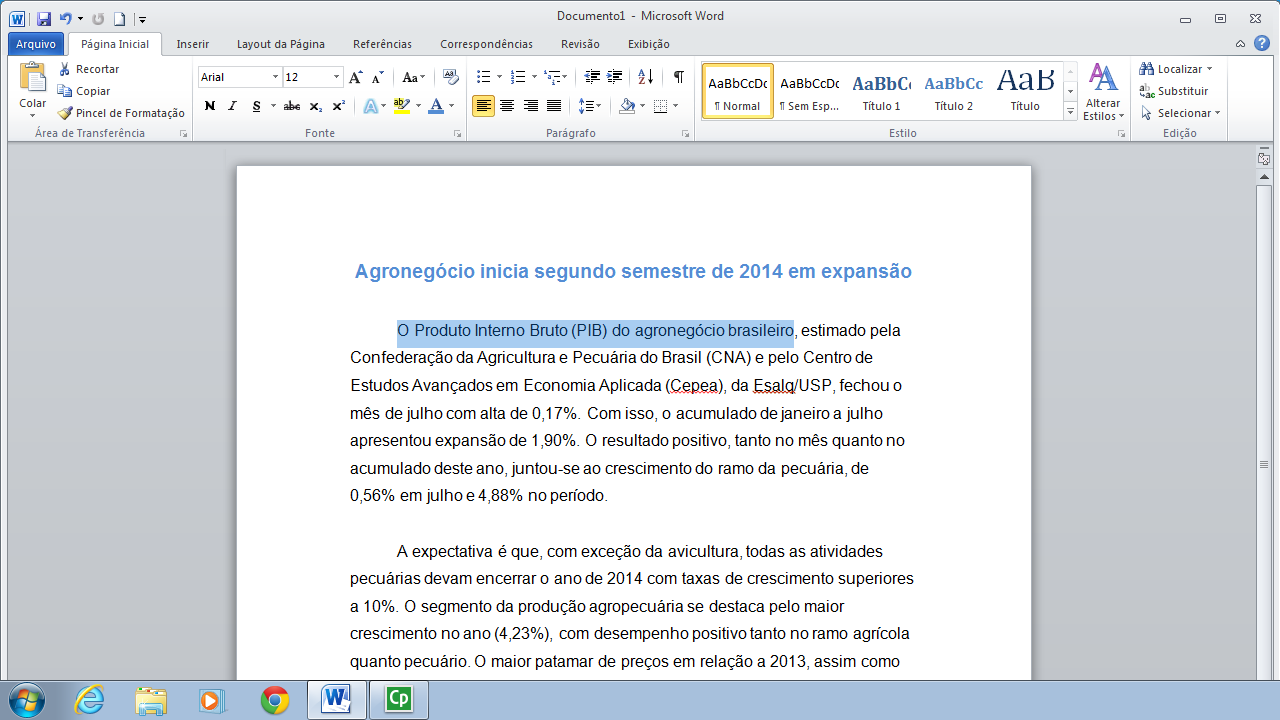 Documento1 - Microsoft Word
Arquivo Página Inicial Inserir Layout da Página Referências Correspondências Revisão Exibição
Colar
Recortar
Copiar
Pincel de Formatação
Área de Transferência
Arial 12
Aa
N I S abc x₂ x² A ab A
Fonte
Parágrafo
AaBbCcDc AaBbCcDc AaBbC AaBbCc AaB
¶ Normal ¶ Sem Esp... Título 1 Título 2 Título
Alterar
Estilos
Estilo
Localizar
Substituir
Selecionar
Edição
Agronegócio inicia segundo semestre de 2014 em expansão
O Produto Interno Bruto (PIB) do agronegócio brasileiro, estimado pela
Confederação da Agricultura e Pecuária do Brasil (CNA) e pelo Centro de
Estudos Avançados em Economia Aplicada (Cepea), da Esalq/USP, fechou o
mês de julho com alta de 0,17%. Com isso, o acumulado de janeiro a julho
apresentou expansão de 1,90%. O resultado positivo, tanto no mês quanto no
acumulado deste ano, juntou-se ao crescimento do ramo da pecuária, de
0,56% em julho e 4,88% no período.
A expectativa é que, com exceção da avicultura, todas as atividades
pecuárias devam encerrar o ano de 2014 com taxas de crescimento superiores
a 10%. O segmento da produção agropecuária se destaca pelo maior
crescimento no ano (4,23%), com desempenho positivo tanto no ramo agrícola
quanto pecuário. O maior patamar de preços em relação a 2013, assim como
Cp